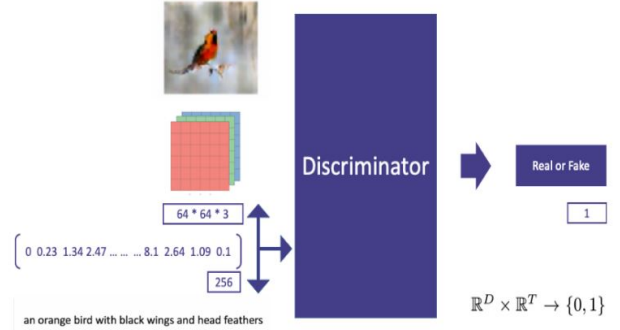 Discriminator
Real or Fake
64 * 64 * 3
1
0 0.23 1.34 2.47 ... ... ... 8.1 2.64 1.09 0.1
256
ℝ^D × ℝ^T → {0, 1}
an orange bird with black wings and head feathers